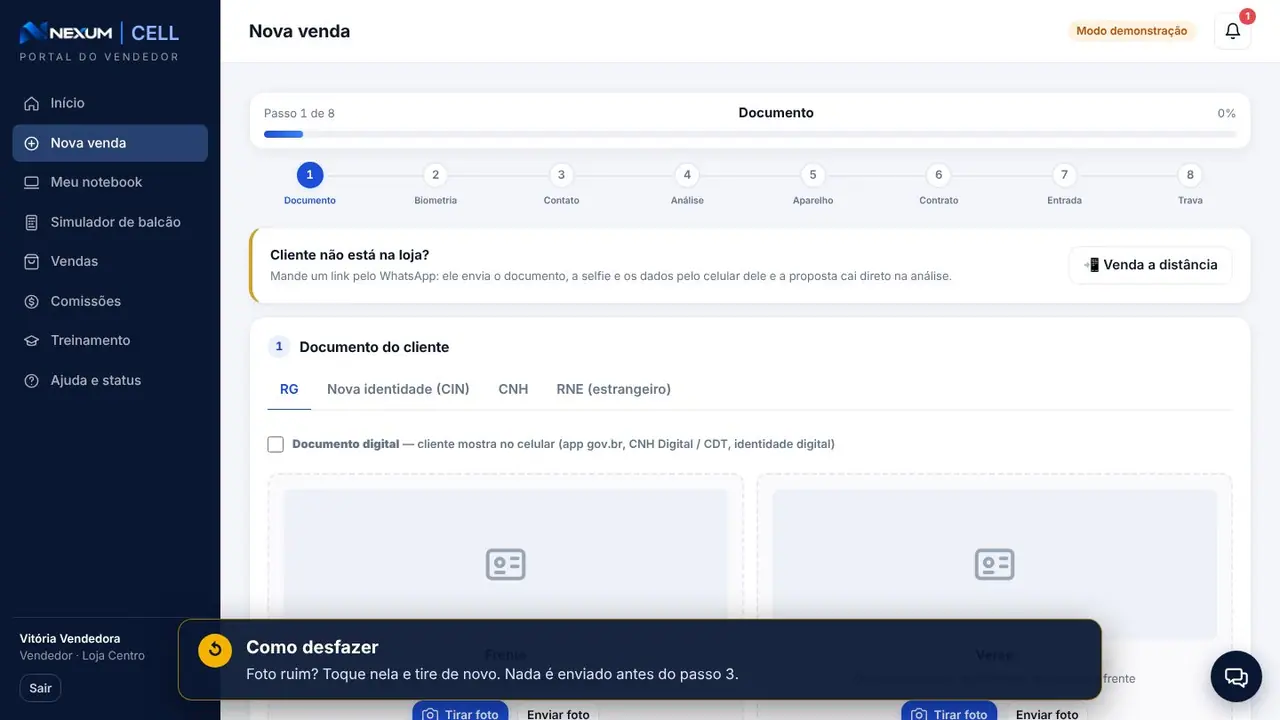 NEXUM | CELL
PORTAL DO VENDEDOR
Início
Nova venda
Meu notebook
Simulador de balcão
Vendas
Comissões
Treinamento
Ajuda e status
Vitória Vendedora
Vendedor · Loja Centro
Sair
Nova venda
Modo demonstração
1
Passo 1 de 8
Documento
0%
1
2
3
4
5
6
7
8
Documento
Biometria
Contato
Análise
Aparelho
Contrato
Entrada
Trava
Cliente não está na loja?
Mande um link pelo WhatsApp: ele envia o documento, a selfie e os dados pelo celular dele e a proposta cai direto na análise.
Venda a distância
1 Documento do cliente
RG
Nova identidade (CIN)
CNH
RNE (estrangeiro)
Documento digital — cliente mostra no celular (app gov.br, CNH Digital / CDT, identidade digital)
Frente
Verso
frente
Como desfazer
Foto ruim? Toque nela e tire de novo. Nada é enviado antes do passo 3.
Tirar foto
Enviar foto
Tirar foto
Enviar foto